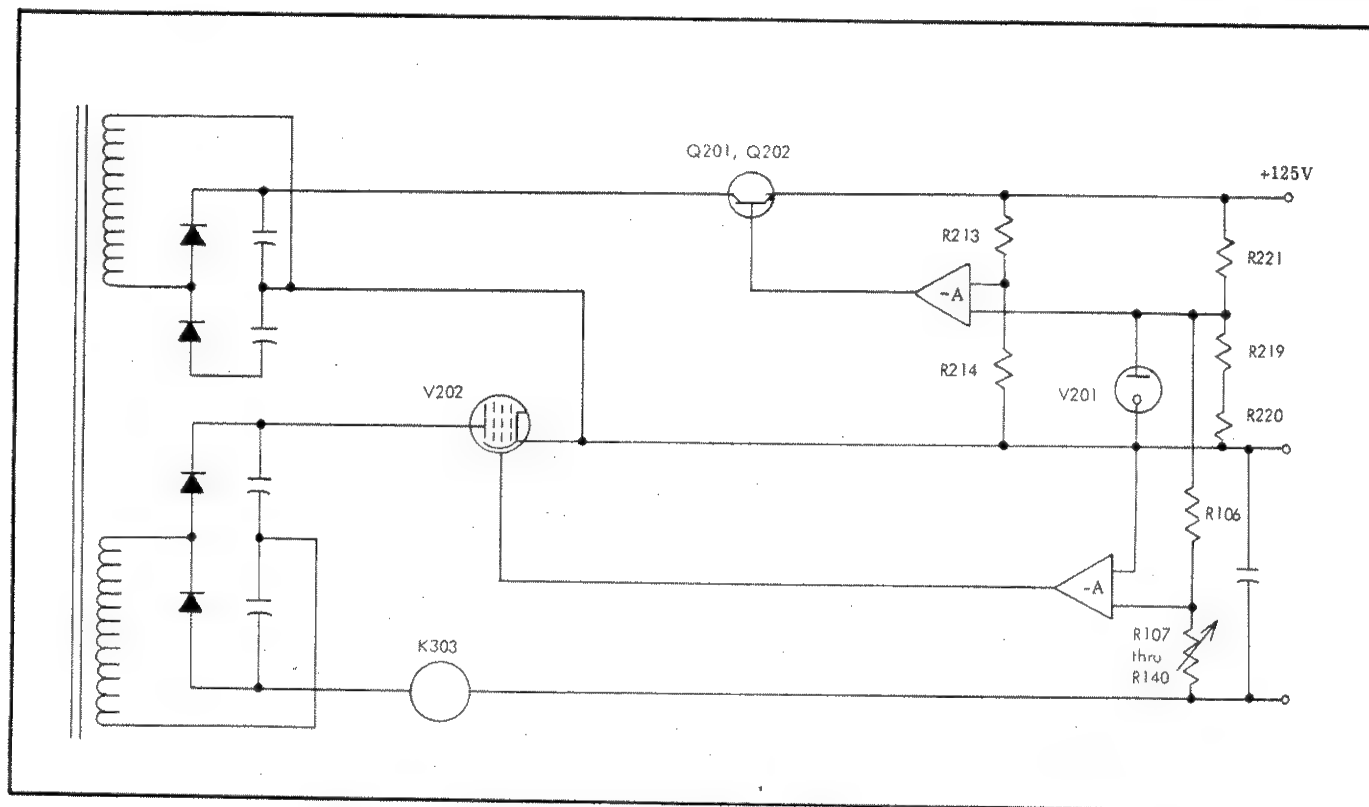 Q201, Q202
+125V
R213
R221
-A
R214
R219
V201
V202
R220
R106
-A
R107
thru
R140
K303